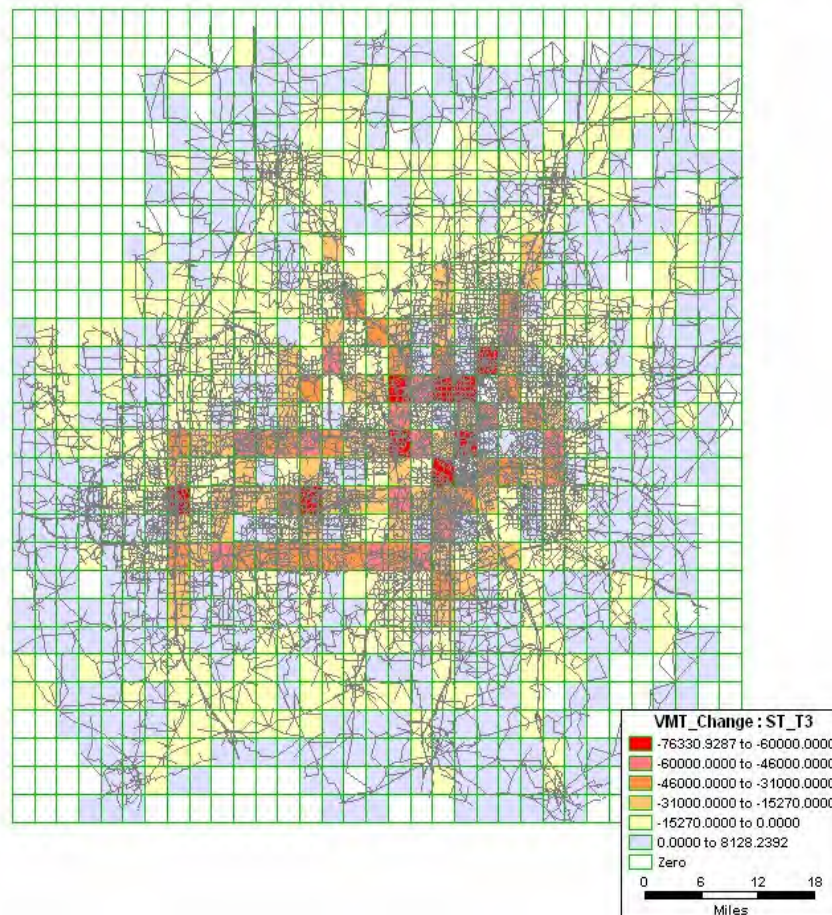 VMT_Change : ST_T3
-76330.9287 to -60000.0000
-60000.0000 to -46000.0000
-46000.0000 to -31000.0000
-31000.0000 to -15270.0000
-15270.0000 to 0.0000
0.0000 to 8128.2392
Zero
0 6 12 18
Miles